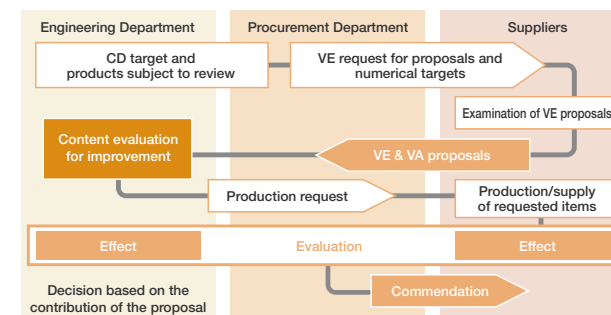 Engineering Department
Procurement Department
Suppliers
CD target and
products subject to review
VE request for proposals and
numerical targets
Examination of VE proposals
Content evaluation
for improvement
VE & VA proposals
Production request
Production/supply
of requested items
Effect
Evaluation
Effect
Decision based on the
contribution of the proposal
Commendation